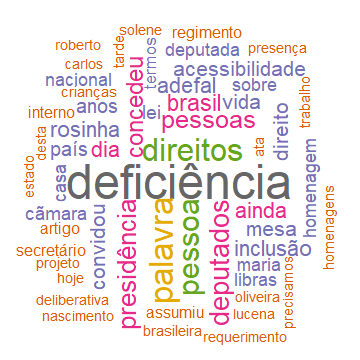 solene
regimento
roberto
tarde
deputada
presença
carlos
termos
acessibilidade
nacional
concedeu
adefal
sobre
crianças
brasil
vida
trabalho
anos
lei
interno
pessoas
rosinha
direito
desta
país
dia
direitos
ata
homenagem
estado
casa
deficiência
homenagens
cãmara
presidência
palavra
pessoa
deputados
ainda
artigo
convidou
mesa
secretário
inclusão
projeto
maria
precisamos
hoje
libras
deliberativa
oliveira
nascimento
assumiu
lucena
brasileira
requerimento